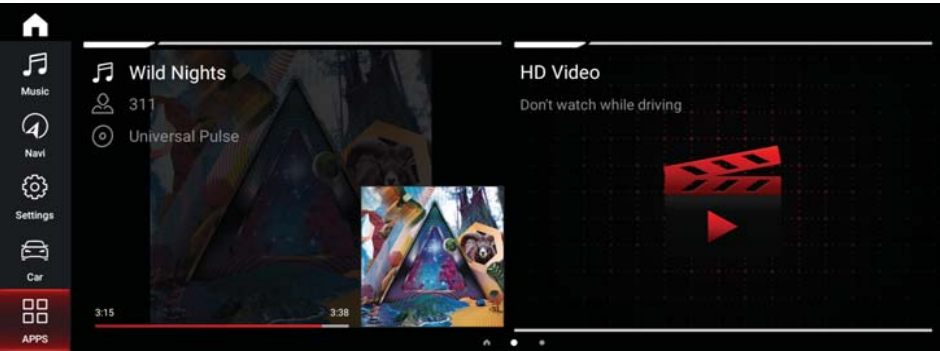 Music
Navi
Settings
Car
APPS
Wild Nights
311
Universal Pulse
3:15
3:38
HD Video
Don't watch while driving